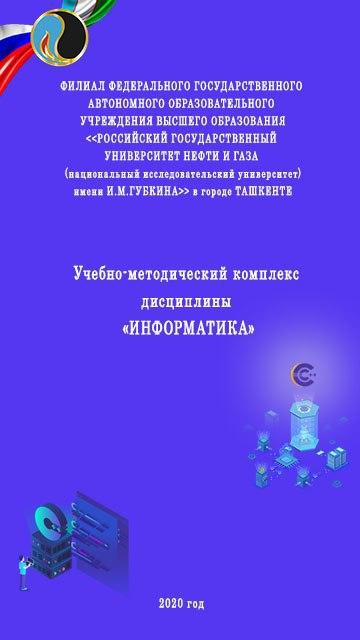 ФИЛИАЛ ФЕДЕРАЛЬНОГО ГОСУДАРСТВЕННОГО
АВТОНОМНОГО ОБРАЗОВАТЕЛЬНОГО
УЧРЕЖДЕНИЯ ВЫСШЕГО ОБРАЗОВАНИЯ
<<РОССИЙСКИЙ ГОСУДАРСТВЕННЫЙ
УНИВЕРСИТЕТ НЕФТИ И ГАЗА
(национальный исследовательский университет)
имени И.М.ГУБКИНА>> в городе ТАШКЕНТЕ
Учебно-методический комплекс
дисциплины
«ИНФОРМАТИКА»
C++
2020 год